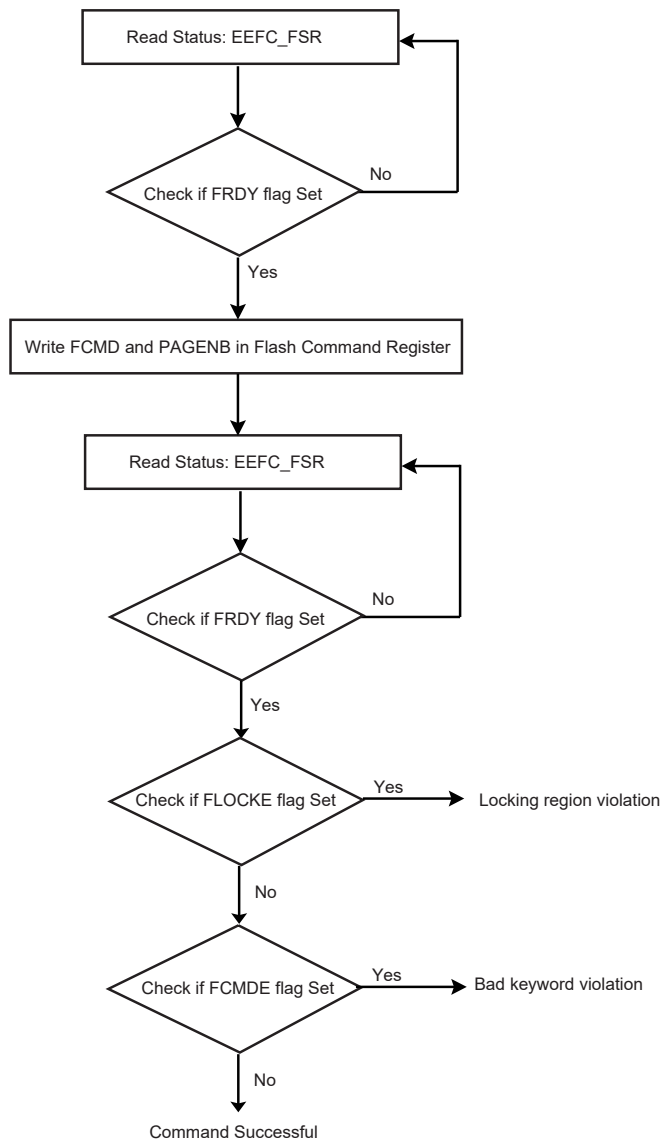 Read Status: EEFC_FSR
No
Check if FRDY flag Set
Yes
Write FCMD and PAGENB in Flash Command Register
Read Status: EEFC_FSR
No
Check if FRDY flag Set
Yes
Check if FLOCKE flag Set
Yes
Locking region violation
No
Check if FCMDE flag Set
Yes
Bad keyword violation
No
Command Successful